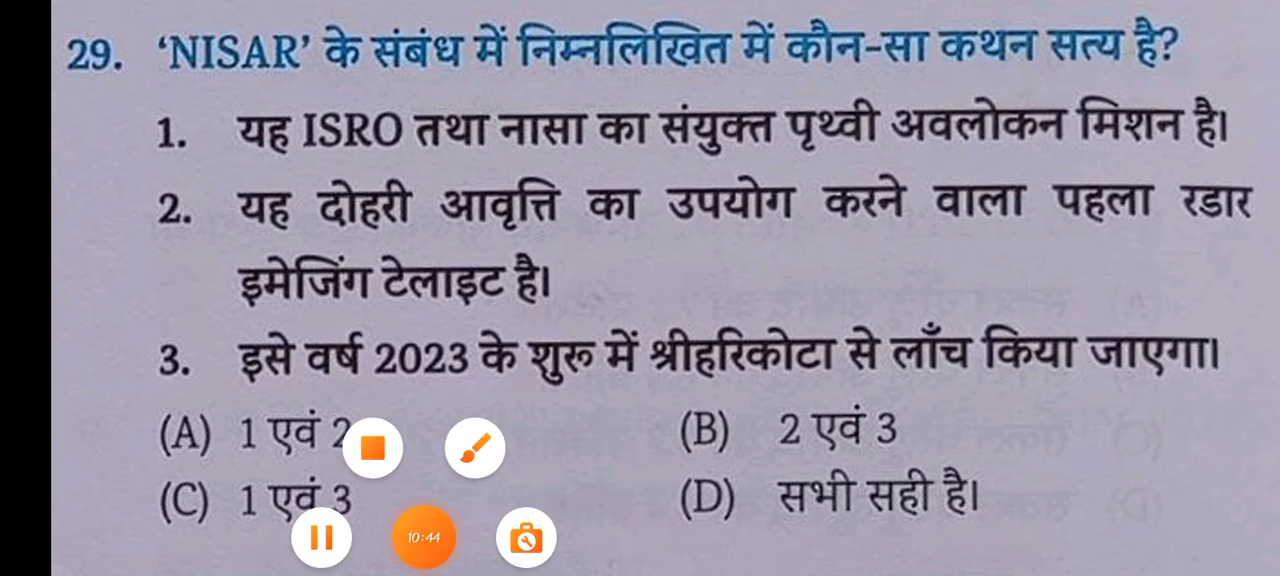 29. ‘NISAR’ के संबंध में निम्नलिखित में कौन-सा कथन सत्य है?
1. यह ISRO तथा नासा का संयुक्त पृथ्वी अवलोकन मिशन है।
2. यह दोहरी आवृत्ति का उपयोग करने वाला पहला रडार
इमेजिंग टेलाइट है।
3. इसे वर्ष 2023 के शुरू में श्रीहरिकोटा से लाँच किया जाएगा।
(A) 1 एवं 2 (B) 2 एवं 3
(C) 1 एवं 3 (D) सभी सही है।
10:44